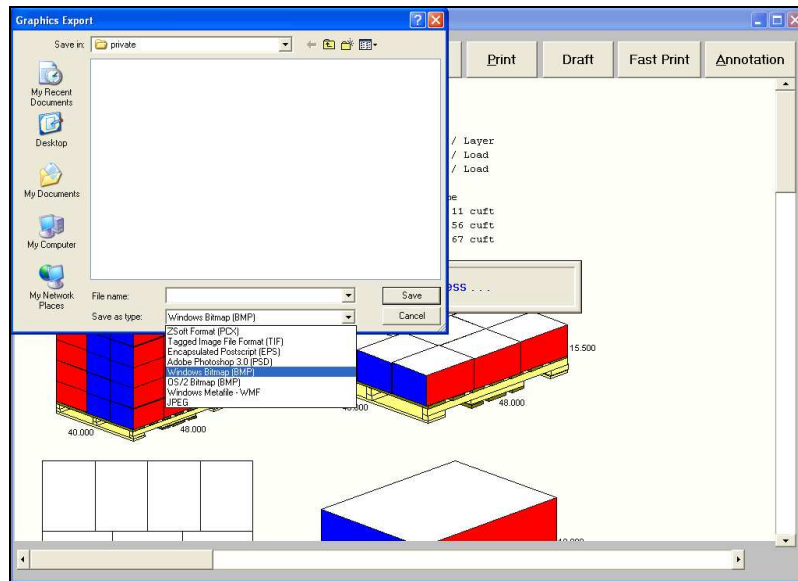 Graphics Export
Save in:
private
My Recent
Documents
Desktop
My Documents
My Computer
My Network
Places
File name:
Save
Save as type:
Windows Bitmap (BMP)
Cancel
ZSoft Format (PCX)
Tagged Image File Format (TIF)
Encapsulated Postscript (EPS)
Adobe Photoshop 3.0 (PSD)
Windows Bitmap (BMP)
OS/2 Bitmap (BMP)
Windows Metafile - WMF
JPEG
Print
Draft
Fast Print
Annotation
/ Layer
/ Load
/ Load
11 cuft
56 cuft
67 cuft
ess . . .
15.500
48.000
40.000
48.000